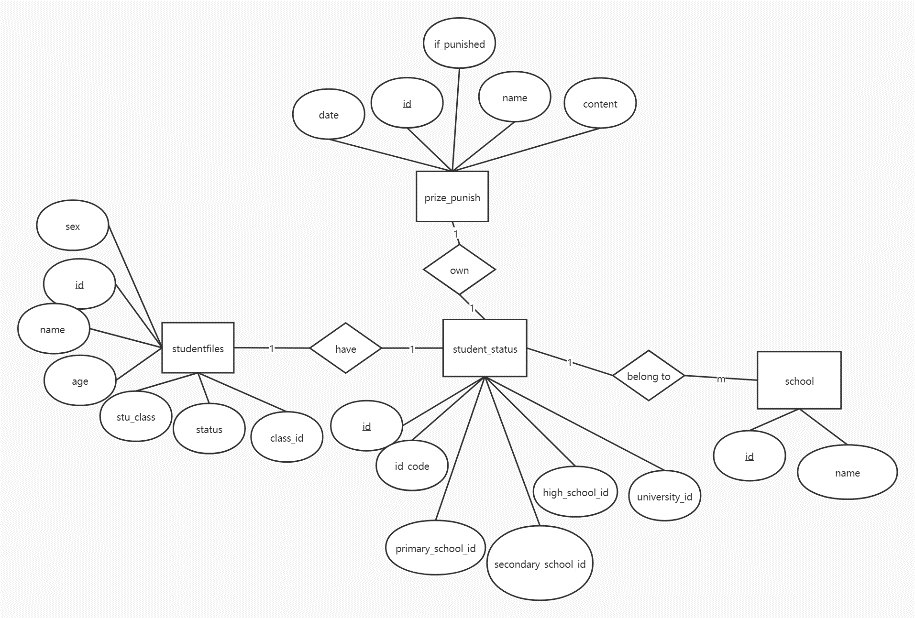 if punished
date
id
name
content
prize_punish
1
own
1
sex
id
name
age
studentfiles
stu_class
status
class_id
1
have
1
student_status
1
belong to
m
school
id
name
id
id code
primary_school_id
secondary school id
high_school_id
university_id